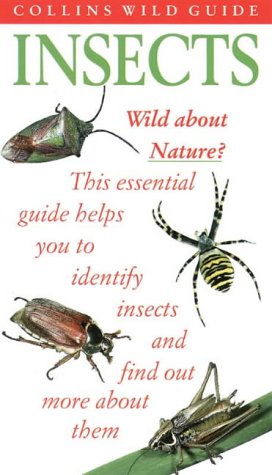 COLLINS WILD GUIDE
INSECTS
Wild about
Nature?
This essential
guide helps
you to
identify
insects
and
find out
more about
them